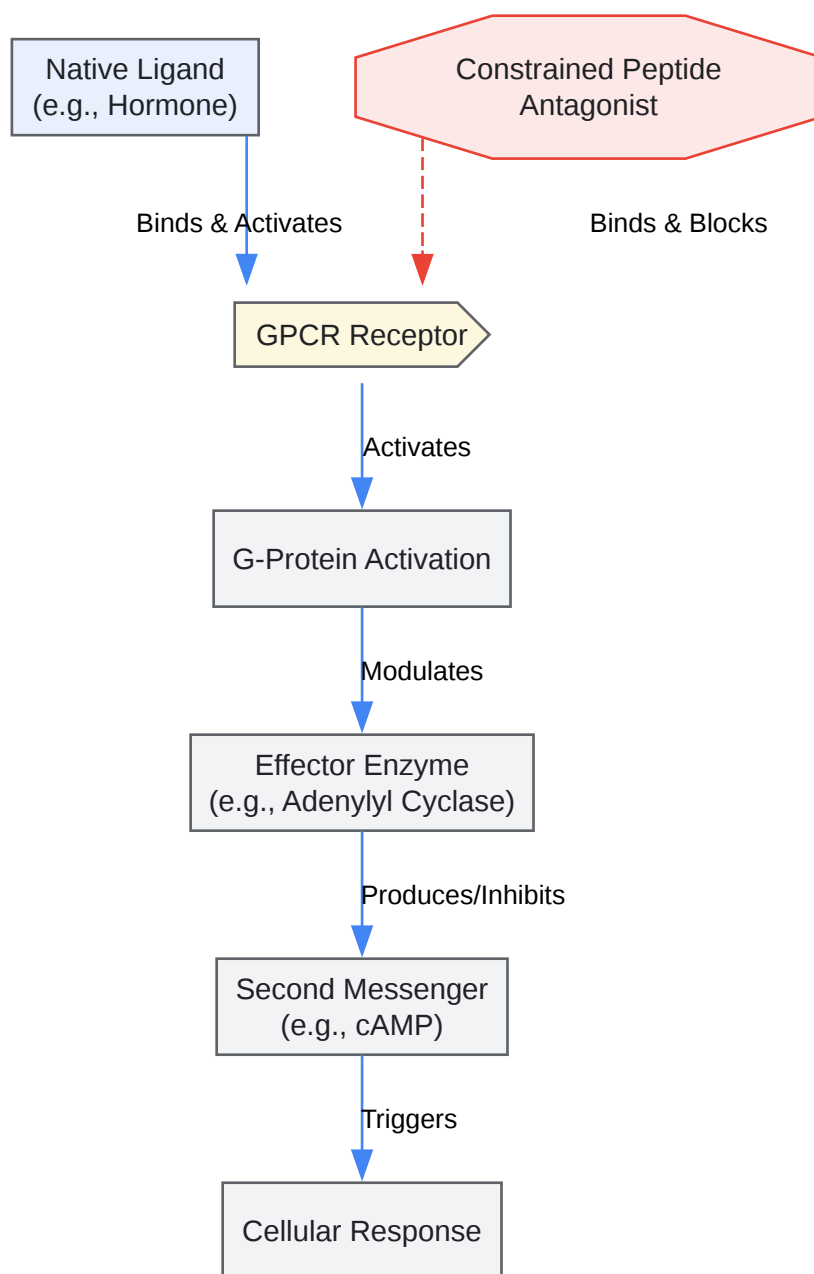 Native Ligand
(e.g., Hormone)
Constrained Peptide
Antagonist
Binds & Activates
Binds & Blocks
GPCR Receptor
Activates
G-Protein Activation
Modulates
Effector Enzyme
(e.g., Adenylyl Cyclase)
Produces/Inhibits
Second Messenger
(e.g., cAMP)
Triggers
Cellular Response